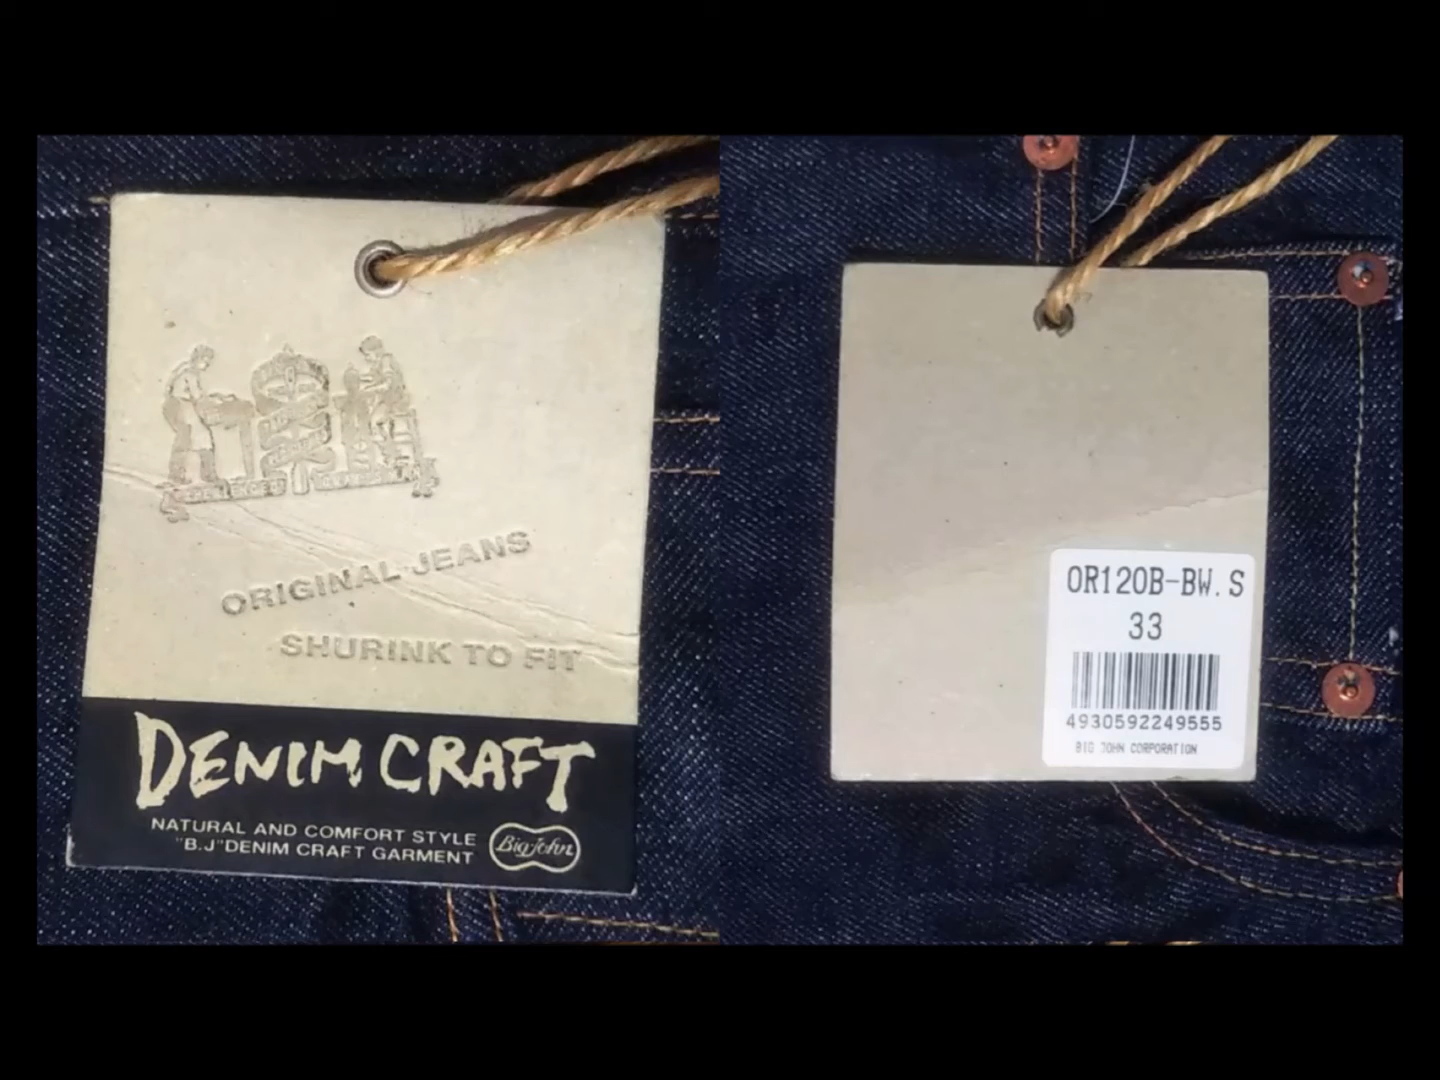 ORIGINAL JEANS
SHURINK TO FIT
DENIM CRAFT
NATURAL AND COMFORT STYLE
"B.J"DENIM CRAFT GARMENT
Big John
OR120B-BW.S
33
4930592249555
BIG JOHN CORPORATION